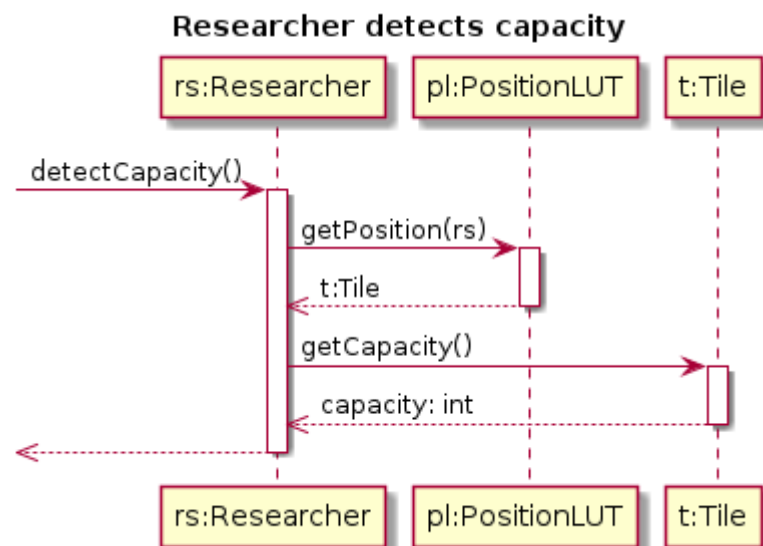 Researcher detects capacity
rs:Researcher pl:PositionLUT t:Tile
detectCapacity()
getPosition(rs)
t:Tile
getCapacity()
capacity: int
rs:Researcher pl:PositionLUT t:Tile